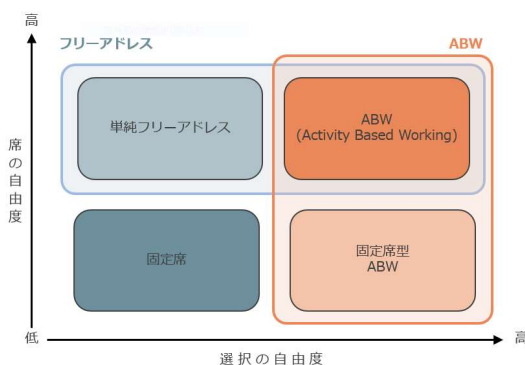 高
フリーアドレス
ABW
単純フリーアドレス
ABW
(Activity Based Working)
席の自由度
固定席
固定席型
ABW
低
高
選択の自由度